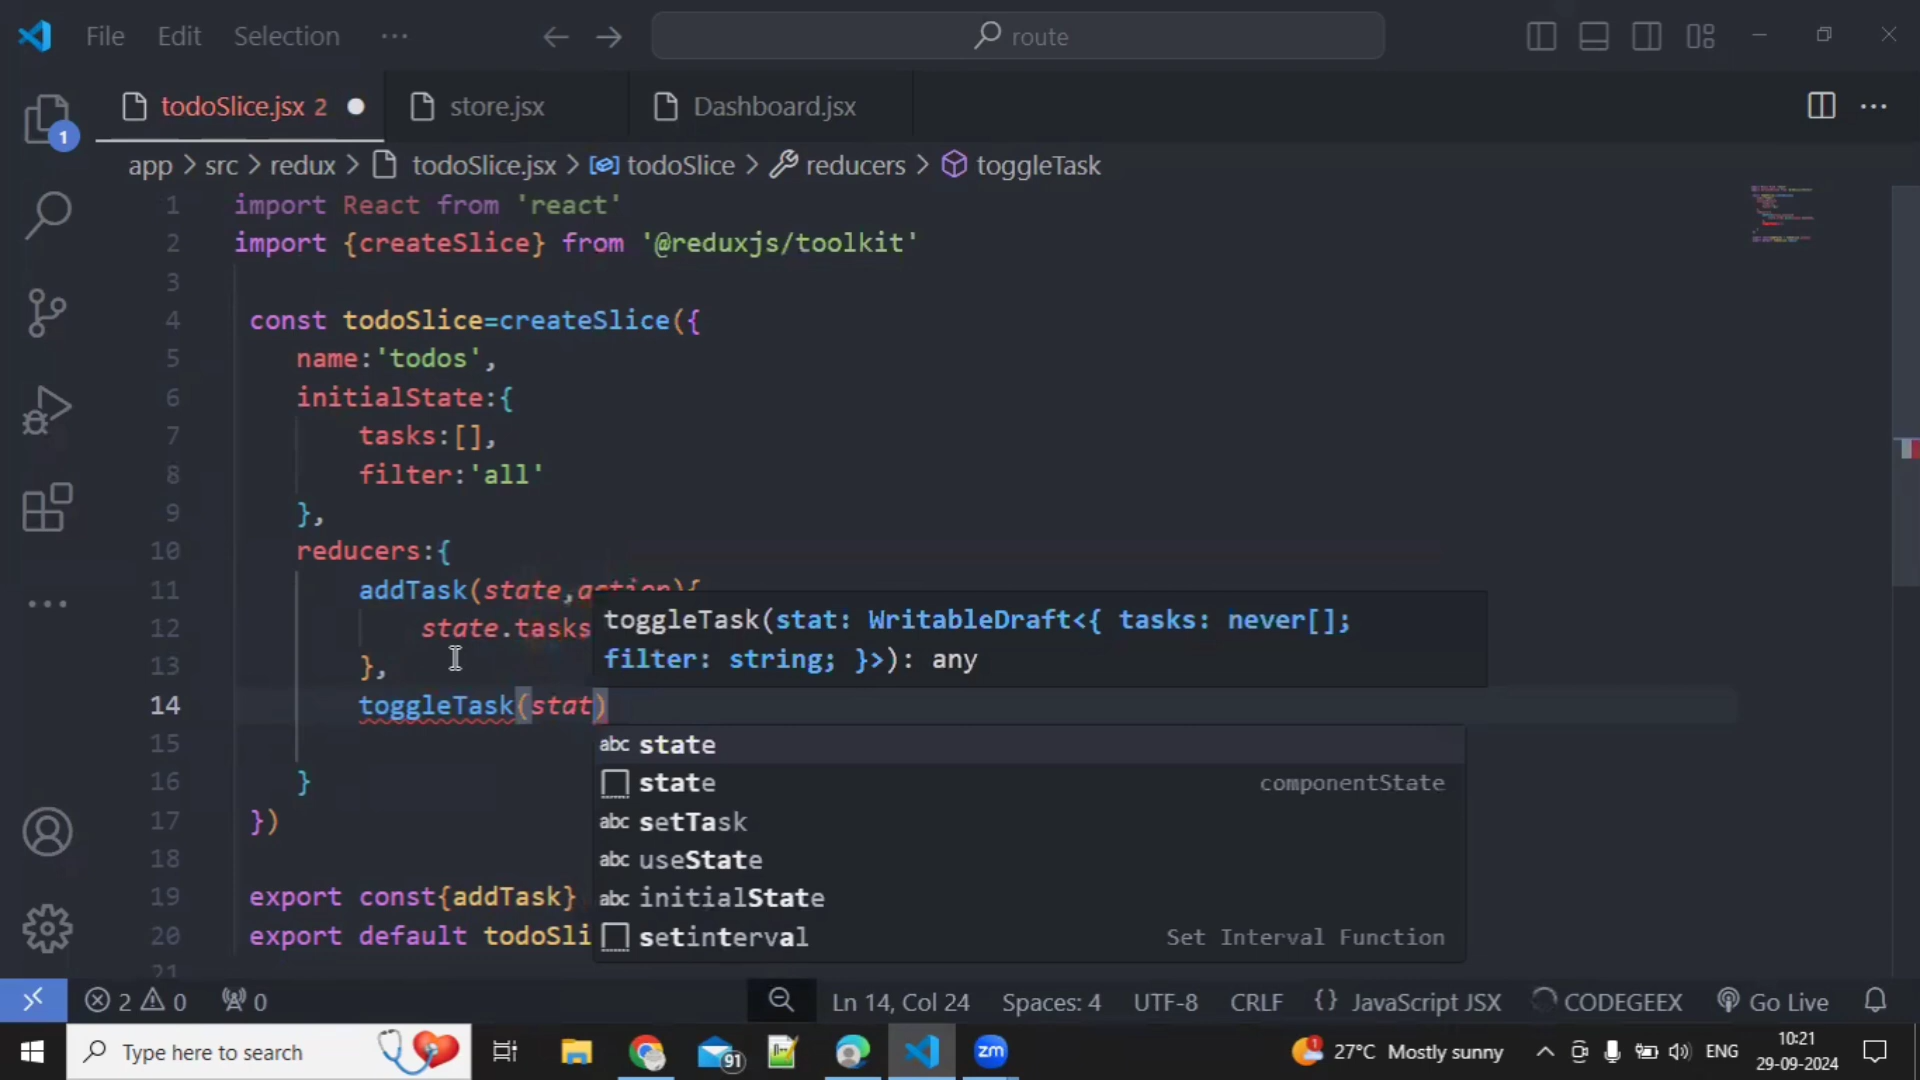 File Edit Selection ··· route
todoSlice.jsx 2 store.jsx Dashboard.jsx ···
1
app > src > redux > todoSlice.jsx > todoSlice > reducers > toggleTask
1 import React from 'react'
2 import {createSlice} from '@reduxjs/toolkit'
3
4 const todoSlice=createSlice({
5 name:'todos',
6 initialState:{
7 tasks:[],
8 filter:'all'
9 },
10 reducers:{
11 addTask(state,action){
12 state.tasks
13 },
14 toggleTask(stat)
15
16 }
17 })
18
19 export const{addTask}
20 export default todoSli
21
toggleTask(stat: WritableDraft<{ tasks: never[];
filter: string; }>): any
abc state
state componentState
abc setTask
abc useState
abc initialState
setinterval Set Interval Function
2 0 0 Ln 14, Col 24 Spaces: 4 UTF-8 CRLF {} JavaScript JSX CODEGEEX Go Live
Type here to search 91 zm 1 27°C Mostly sunny ENG 10:21
29-09-2024